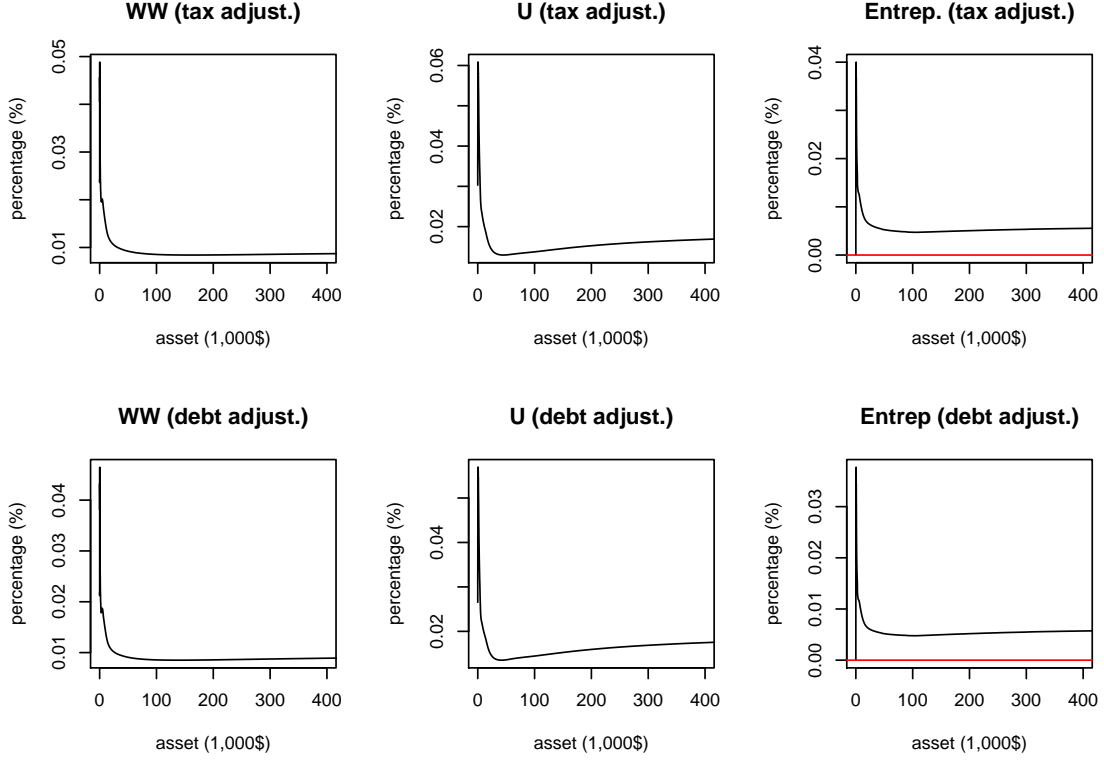 WW (tax adjust.)
percentage (%)
0.05
0.03
0.01
0 100 200 300 400
asset (1,000$)
U (tax adjust.)
percentage (%)
0.06
0.04
0.02
0 100 200 300 400
asset (1,000$)
Entrep. (tax adjust.)
percentage (%)
0.04
0.02
0.00
0 100 200 300 400
asset (1,000$)
WW (debt adjust.)
percentage (%)
0.04
0.03
0.02
0.01
0 100 200 300 400
asset (1,000$)
U (debt adjust.)
percentage (%)
0.04
0.02
0 100 200 300 400
asset (1,000$)
Entrep (debt adjust.)
percentage (%)
0.03
0.02
0.01
0.00
0 100 200 300 400
asset (1,000$)